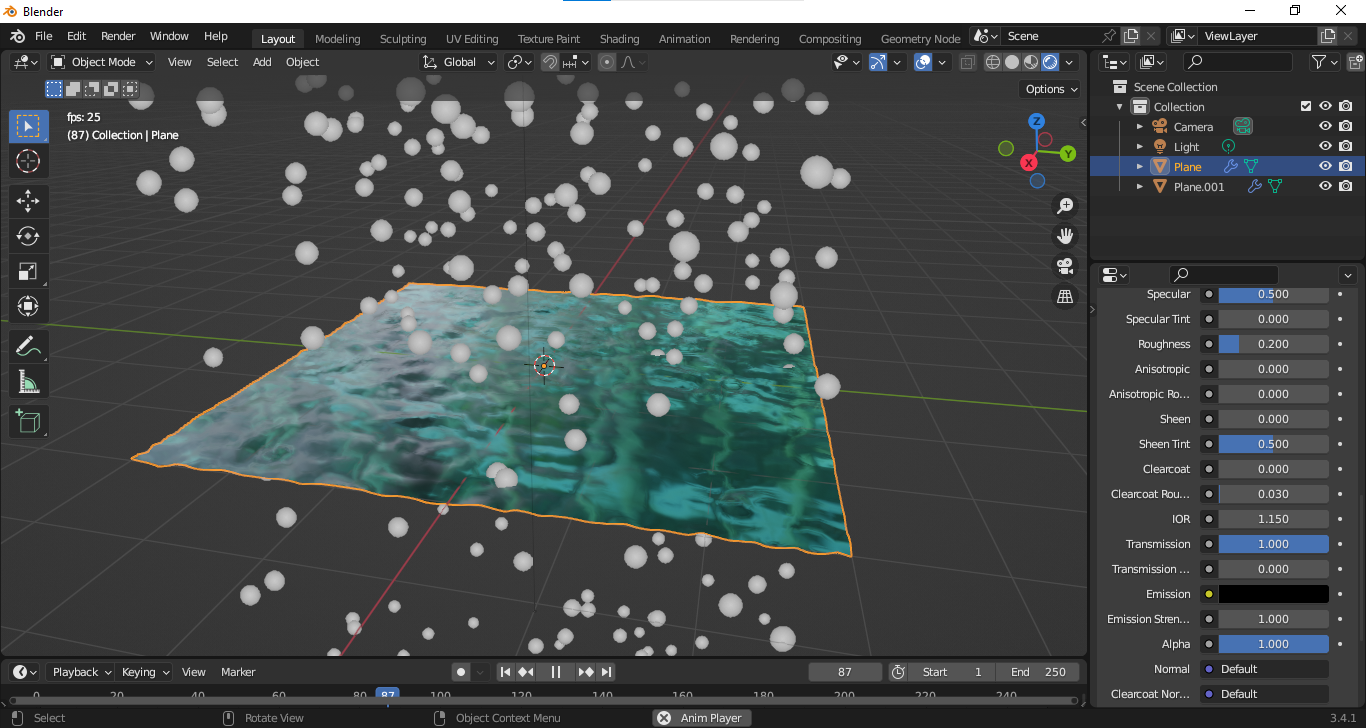 Blender
File Edit Render Window Help Layout Modeling Sculpting UV Editing Texture Paint Shading Animation Rendering Compositing Geometry Node Scene ViewLayer
Object Mode View Select Add Object Global
Options
fps: 25
(87) Collection | Plane
Z
Y
X
Scene Collection
Collection
Camera
Light
Plane
Plane.001
Specular 0.500
Specular Tint 0.000
Roughness 0.200
Anisotropic 0.000
Anisotropic Ro... 0.000
Sheen 0.000
Sheen Tint 0.500
Clearcoat 0.000
Clearcoat Rou... 0.030
IOR 1.150
Transmission 1.000
Transmission ... 0.000
Emission
Emission Stren... 1.000
Alpha 1.000
Normal Default
Clearcoat Nor... Default
Playback Keying View Marker 87 Start 1 End 250
0 20 40 60 80 87 100 120 140 160 180 200 220 240
Select Rotate View Object Context Menu Anim Player 3.4.1